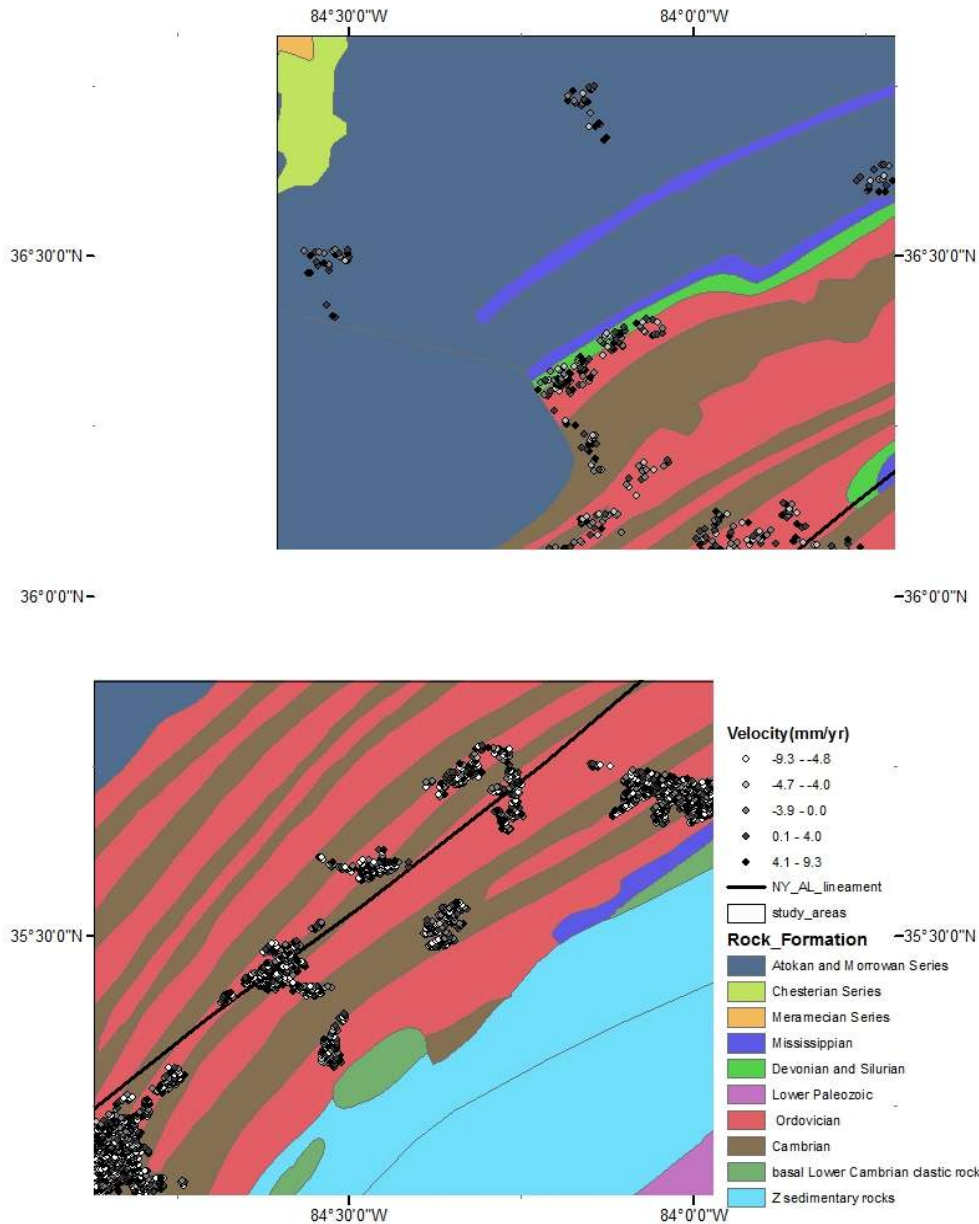 84°30'0"W 84°0'0"W
36°30'0"N 36°30'0"N
36°0'0"N 36°0'0"N
Velocity(mm/yr)
-9.3 - -4.8
-4.7 - -4.0
-3.9 - 0.0
0.1 - 4.0
4.1 - 9.3
NY_AL_lineament
study_areas
35°30'0"N 35°30'0"N
Rock_Formation
Atokan and Morrowan Series
Chesterian Series
Meramecian Series
Mississippian
Devonian and Silurian
Lower Paleozoic
Ordovician
Cambrian
basal Lower Cambrian clastic rock
Z sedimentary rocks
84°30'0"W 84°0'0"W